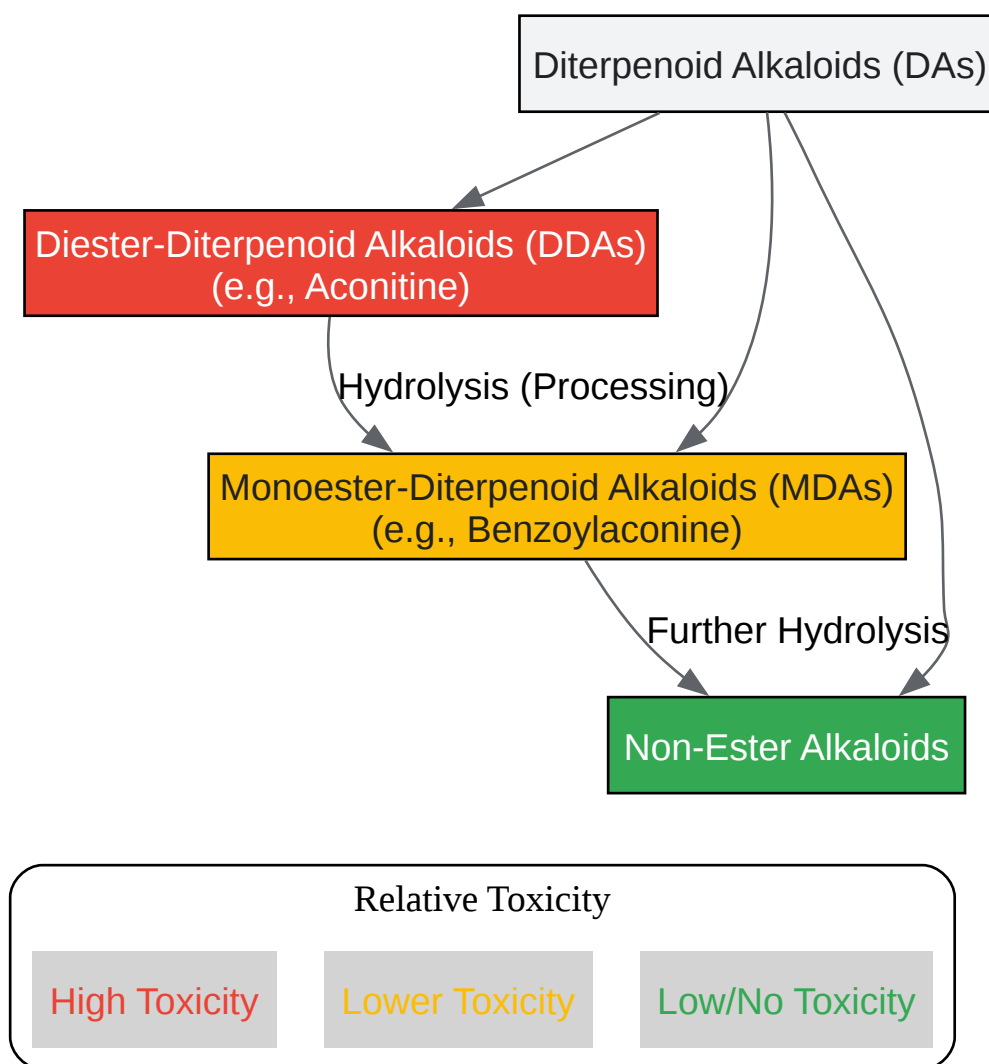 Diterpenoid Alkaloids (DAs)
Diester-Diterpenoid Alkaloids (DDAs)
(e.g., Aconitine)
Hydrolysis (Processing)
Monoester-Diterpenoid Alkaloids (MDAs)
(e.g., Benzoylaconine)
Further Hydrolysis
Non-Ester Alkaloids
Relative Toxicity
High Toxicity
Lower Toxicity
Low/No Toxicity